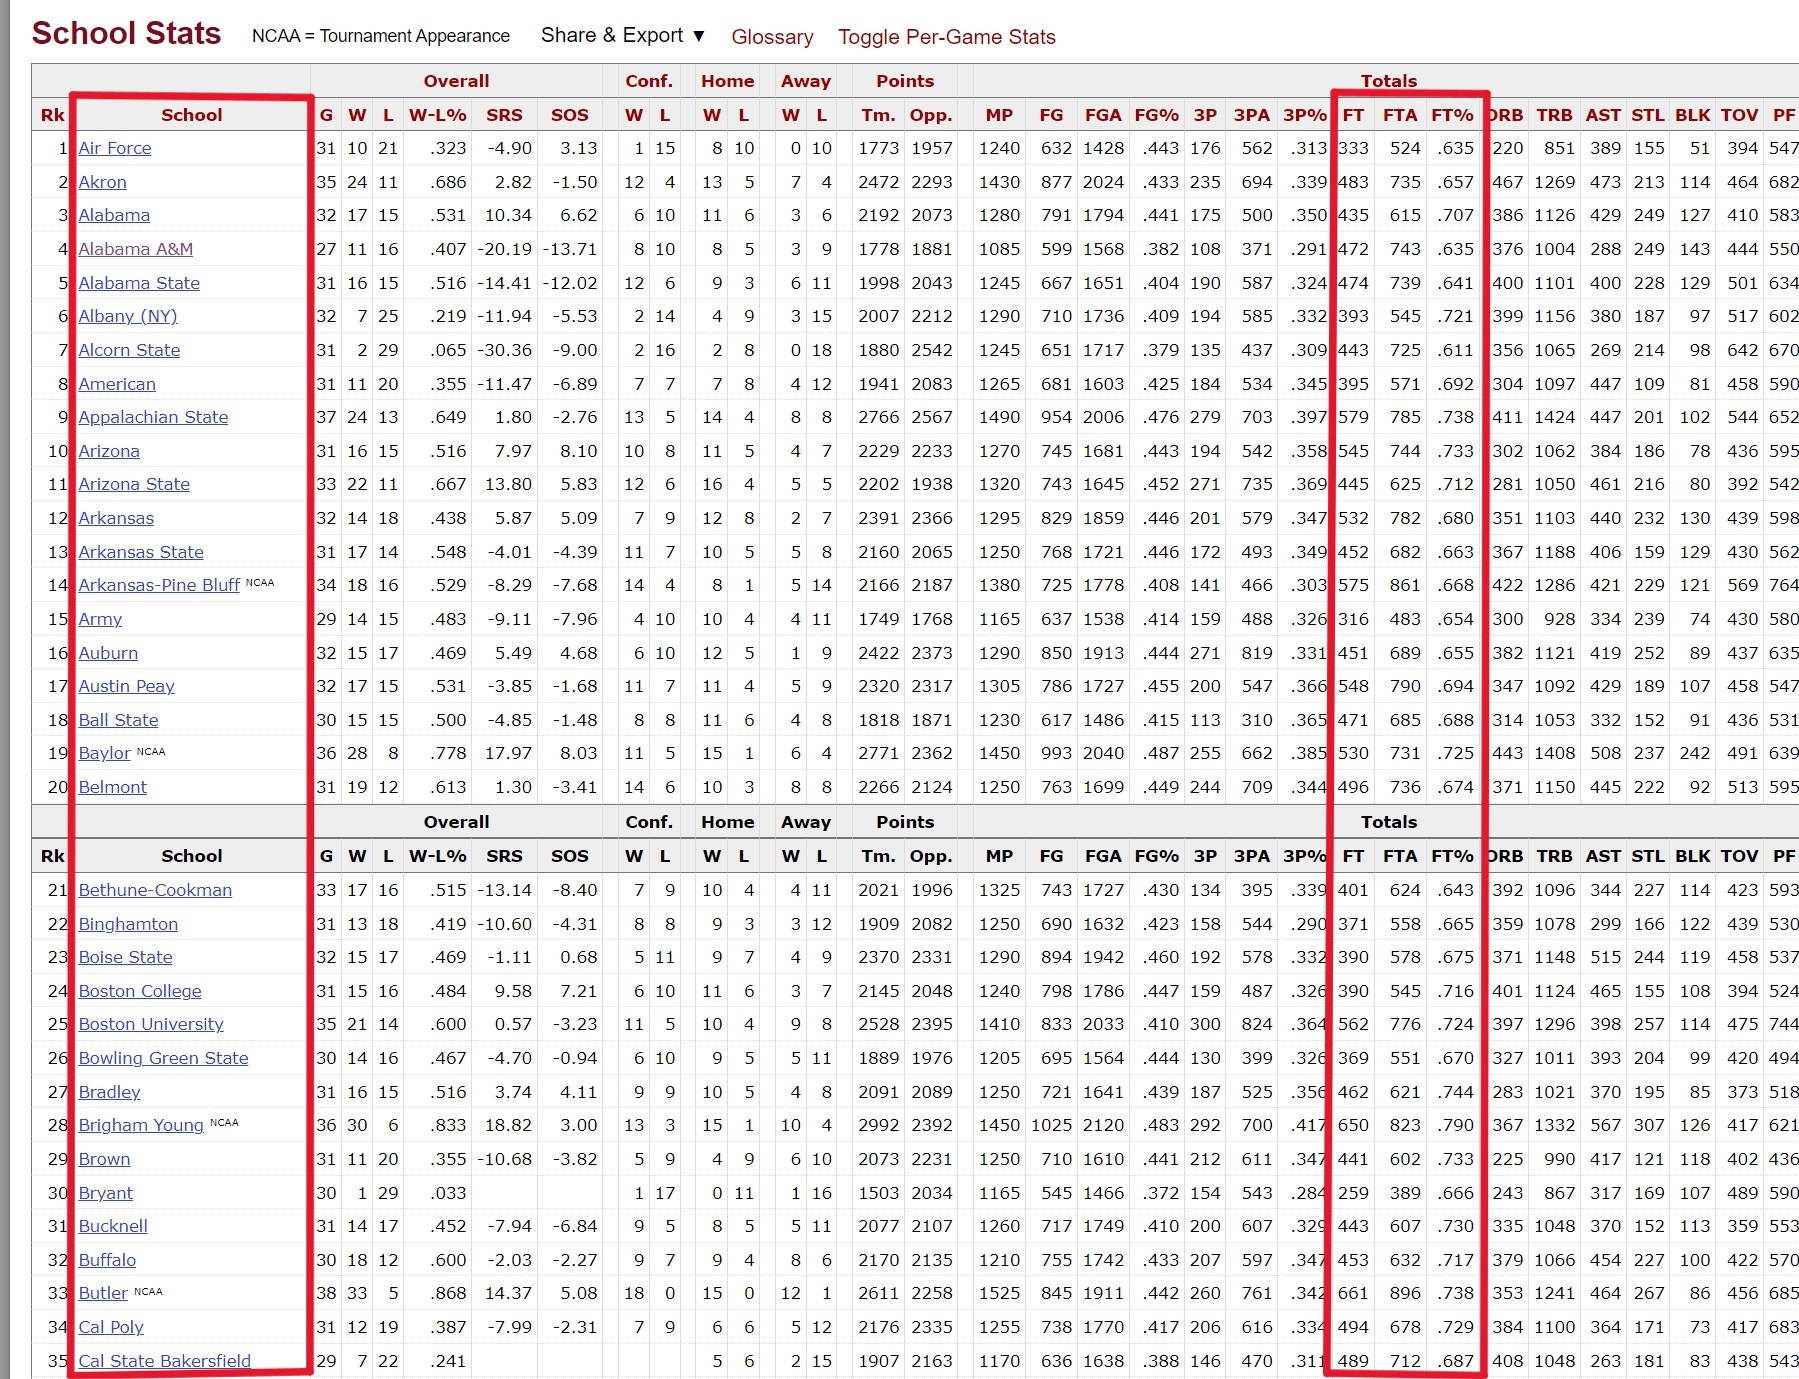 School Stats NCAA = Tournament Appearance Share & Export ▼ Glossary Toggle Per-Game Stats
Overall Conf. Home Away Points Totals
Rk School G W L W-L% SRS SOS W L W L W L Tm. Opp. MP FG FGA FG% 3P 3PA 3P% FT FTA FT% ORB TRB AST STL BLK TOV PF
1 Air Force 31 10 21 .323 -4.90 3.13 1 15 8 10 0 10 1773 1957 1240 632 1428 .443 176 562 .313 333 524 .635 220 851 389 155 51 394 547
2 Akron 35 24 11 .686 2.82 -1.50 12 4 13 5 7 4 2472 2293 1430 877 2024 .433 235 694 .339 483 735 .657 467 1269 473 213 114 464 682
3 Alabama 32 17 15 .531 10.34 6.62 6 10 11 6 3 6 2192 2073 1280 791 1794 .441 175 500 .350 435 615 .707 386 1126 429 249 127 410 583
4 Alabama A&M 27 11 16 .407 -20.19 -13.71 8 10 8 5 3 9 1778 1881 1085 599 1568 .382 108 371 .291 472 743 .635 376 1004 288 249 143 444 550
5 Alabama State 31 16 15 .516 -14.41 -12.02 12 6 9 3 6 11 1998 2043 1245 667 1651 .404 190 587 .324 474 739 .641 400 1101 400 228 129 501 634
6 Albany (NY) 32 7 25 .219 -11.94 -5.53 2 14 4 9 3 15 2007 2212 1290 710 1736 .409 194 585 .332 393 545 .721 399 1156 380 187 97 517 602
7 Alcorn State 31 2 29 .065 -30.36 -9.00 2 16 2 8 0 18 1880 2542 1245 651 1717 .379 135 437 .309 443 725 .611 356 1065 269 214 98 642 670
8 American 31 11 20 .355 -11.47 -6.89 7 7 7 8 4 12 1941 2083 1265 681 1603 .425 184 534 .345 395 571 .692 304 1097 447 109 81 458 590
9 Appalachian State 37 24 13 .649 1.80 -2.76 13 5 14 4 8 8 2766 2567 1490 954 2006 .476 279 703 .397 579 785 .738 411 1424 447 201 102 544 652
10 Arizona 31 16 15 .516 7.97 8.10 10 8 11 5 4 7 2229 2233 1270 745 1681 .443 194 542 .358 545 744 .733 302 1062 384 186 78 436 595
11 Arizona State 33 22 11 .667 13.80 5.83 12 6 16 4 5 5 2202 1938 1320 743 1645 .452 271 735 .369 445 625 .712 281 1050 461 216 80 392 542
12 Arkansas 32 14 18 .438 5.87 5.09 7 9 12 8 2 7 2391 2366 1295 829 1859 .446 201 579 .347 532 782 .680 351 1103 440 232 130 439 598
13 Arkansas State 31 17 14 .548 -4.01 -4.39 11 7 10 5 5 8 2160 2065 1250 768 1721 .446 172 493 .349 452 682 .663 367 1188 406 159 129 430 562
14 Arkansas-Pine Bluff NCAA 34 18 16 .529 -8.29 -7.68 14 4 8 1 5 14 2166 2187 1380 725 1778 .408 141 466 .303 575 861 .668 422 1286 421 229 121 569 764
15 Army 29 14 15 .483 -9.11 -7.96 4 10 10 4 4 11 1749 1768 1165 637 1538 .414 159 488 .326 316 483 .654 300 928 334 239 74 430 580
16 Auburn 32 15 17 .469 5.49 4.68 6 10 12 5 1 9 2422 2373 1290 850 1913 .444 271 819 .331 451 689 .655 382 1121 419 252 89 437 635
17 Austin Peay 32 17 15 .531 -3.85 -1.68 11 7 11 4 5 9 2320 2317 1305 786 1727 .455 200 547 .366 548 790 .694 347 1092 429 189 107 458 547
18 Ball State 30 15 15 .500 -4.85 -1.48 8 8 11 6 4 8 1818 1871 1230 617 1486 .415 113 310 .365 471 685 .688 314 1053 332 152 91 436 531
19 Baylor NCAA 36 28 8 .778 17.97 8.03 11 5 15 1 6 4 2771 2362 1450 993 2040 .487 255 662 .385 530 731 .725 443 1408 508 237 242 491 639
20 Belmont 31 19 12 .613 1.30 -3.41 14 6 10 3 8 8 2266 2124 1250 763 1699 .449 244 709 .344 496 736 .674 371 1150 445 222 92 513 595
Overall Conf. Home Away Points Totals
Rk School G W L W-L% SRS SOS W L W L W L Tm. Opp. MP FG FGA FG% 3P 3PA 3P% FT FTA FT% ORB TRB AST STL BLK TOV PF
21 Bethune-Cookman 33 17 16 .515 -13.14 -8.40 7 9 10 4 4 11 2021 1996 1325 743 1727 .430 134 395 .339 401 624 .643 392 1096 344 227 114 423 593
22 Binghamton 31 13 18 .419 -10.60 -4.31 8 8 9 3 3 12 1909 2082 1250 690 1632 .423 158 544 .290 371 558 .665 359 1078 299 166 122 439 530
23 Boise State 32 15 17 .469 -1.11 0.68 5 11 9 7 4 9 2370 2331 1290 894 1942 .460 192 578 .332 390 578 .675 371 1148 515 244 119 458 537
24 Boston College 31 15 16 .484 9.58 7.21 6 10 11 6 3 7 2145 2048 1240 798 1786 .447 159 487 .326 390 545 .716 401 1124 465 155 108 394 524
25 Boston University 35 21 14 .600 0.57 -3.23 11 5 10 4 9 8 2528 2395 1410 833 2033 .410 300 824 .364 562 776 .724 397 1296 398 257 114 475 744
26 Bowling Green State 30 14 16 .467 -4.70 -0.94 6 10 9 5 5 11 1889 1976 1205 695 1564 .444 130 399 .326 369 551 .670 327 1011 393 204 99 420 494
27 Bradley 31 16 15 .516 3.74 4.11 9 9 10 5 4 8 2091 2089 1250 721 1641 .439 187 525 .356 462 621 .744 283 1021 370 195 85 373 518
28 Brigham Young NCAA 36 30 6 .833 18.82 3.00 13 3 15 1 10 4 2992 2392 1450 1025 2120 .483 292 700 .417 650 823 .790 367 1332 567 307 126 417 621
29 Brown 31 11 20 .355 -10.68 -3.82 5 9 4 9 6 10 2073 2231 1250 710 1610 .441 212 611 .347 441 602 .733 225 990 417 121 118 402 436
30 Bryant 30 1 29 .033 1 17 0 11 1 16 1503 2034 1165 545 1466 .372 154 543 .284 259 389 .666 243 867 317 169 107 489 590
31 Bucknell 31 14 17 .452 -7.94 -6.84 9 5 8 5 5 11 2077 2107 1260 717 1749 .410 200 607 .329 443 607 .730 335 1048 370 152 113 359 553
32 Buffalo 30 18 12 .600 -2.03 -2.27 9 7 9 4 8 6 2170 2135 1210 755 1742 .433 207 597 .347 453 632 .717 379 1066 454 227 100 422 570
33 Butler NCAA 38 33 5 .868 14.37 5.08 18 0 15 0 12 1 2611 2258 1525 845 1911 .442 260 761 .342 661 896 .738 353 1241 464 267 86 456 685
34 Cal Poly 31 12 19 .387 -7.99 -2.31 7 9 6 6 5 12 2176 2335 1255 738 1770 .417 206 616 .334 494 678 .729 384 1100 364 171 73 417 683
35 Cal State Bakersfield 29 7 22 .241 5 6 2 15 1907 2163 1170 636 1638 .388 146 470 .311 489 712 .687 408 1048 263 181 83 438 543